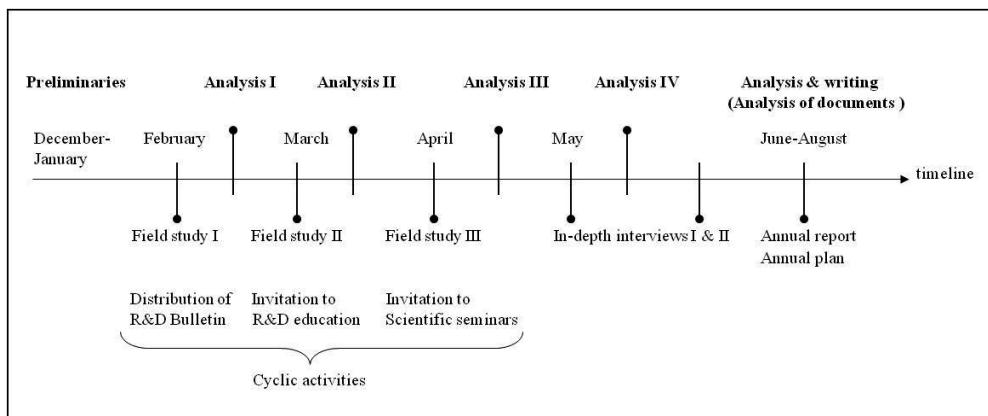 Preliminaries
Analysis I
Analysis II
Analysis III
Analysis IV
Analysis & writing
(Analysis of documents )
December-
January
February
March
April
May
June-August
timeline
Field study I
Field study II
Field study III
In-depth interviews I & II
Annual report
Annual plan
Distribution of
R&D Bulletin
Invitation to
R&D education
Invitation to
Scientific seminars
Cyclic activities